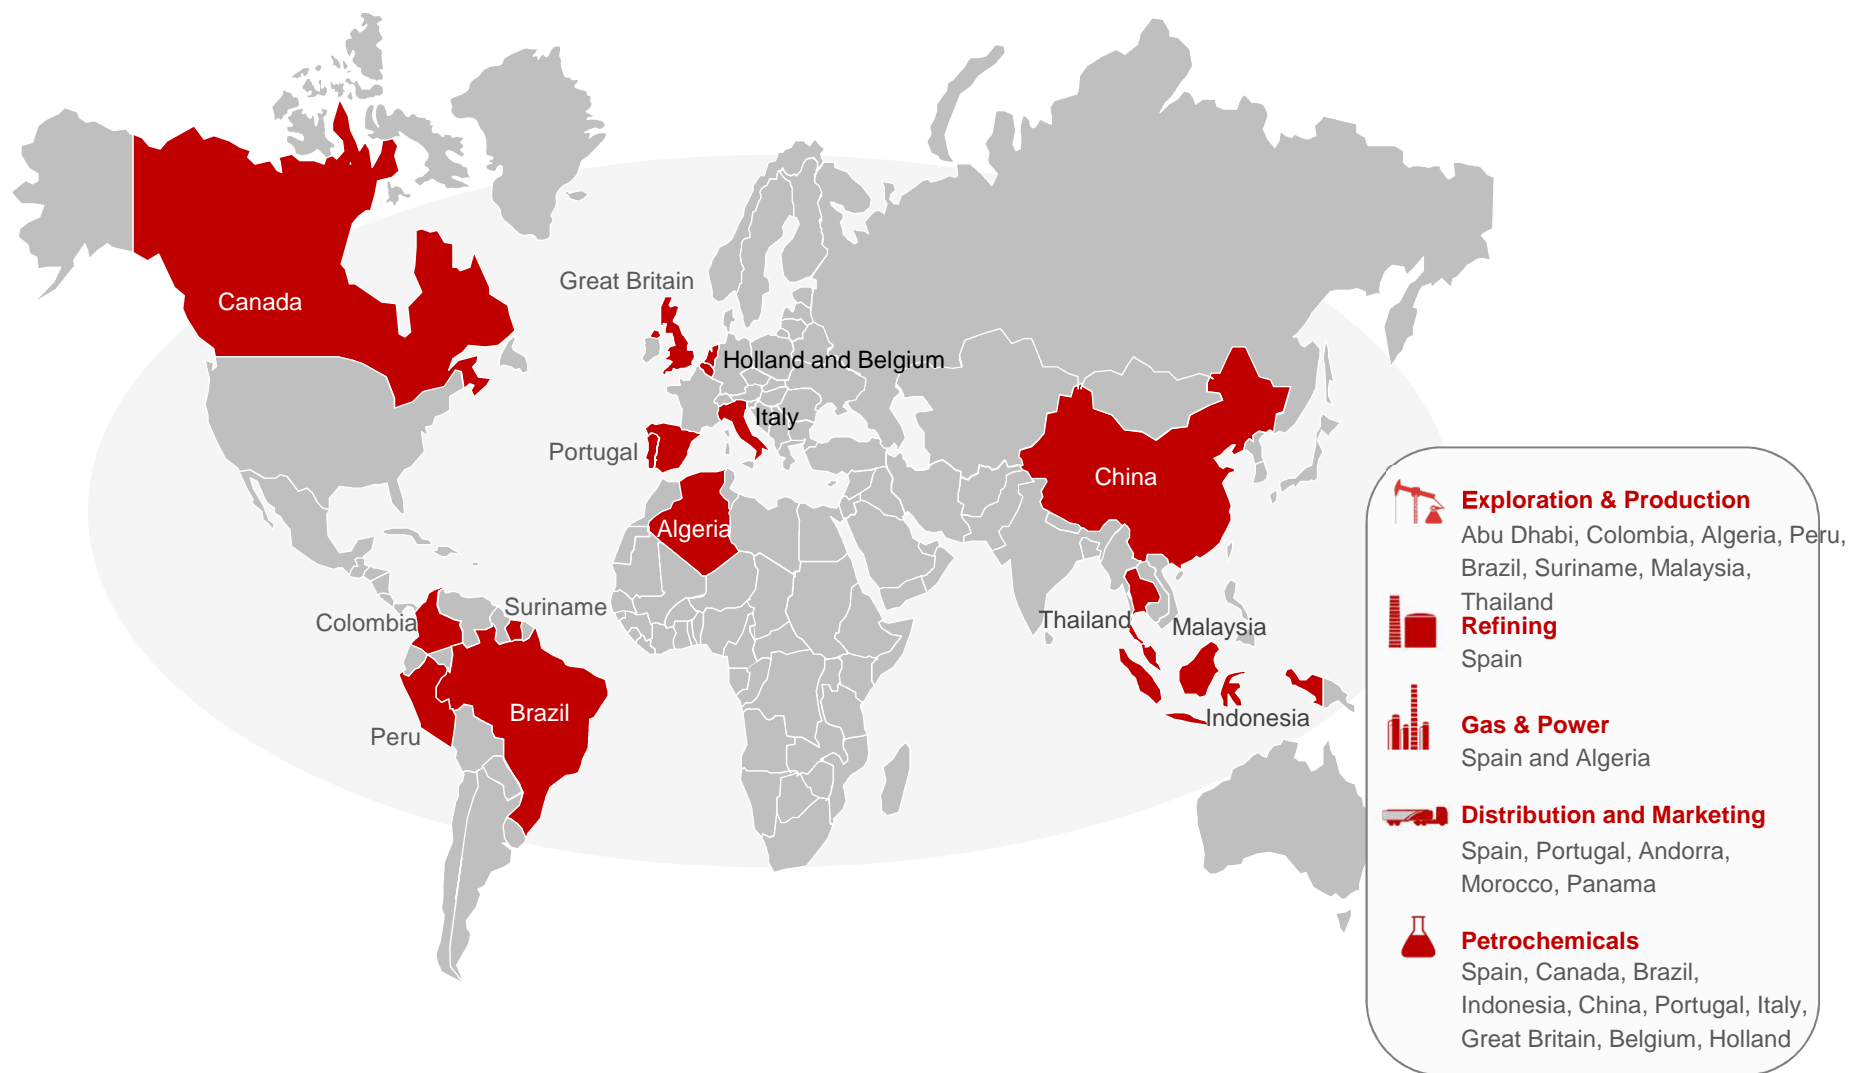 Great Britain
Canada
Holland and Belgium
Italy
Portugal
China
Algeria
Suriname
Colombia
Thailand
Malaysia
Brazil
Indonesia
Peru
Exploration & Production
Abu Dhabi, Colombia, Algeria, Peru,
Brazil, Suriname, Malaysia,
Thailand
Refining
Spain
Gas & Power
Spain and Algeria
Distribution and Marketing
Spain, Portugal, Andorra,
Morocco, Panama
Petrochemicals
Spain, Canada, Brazil,
Indonesia, China, Portugal, Italy,
Great Britain, Belgium, Holland